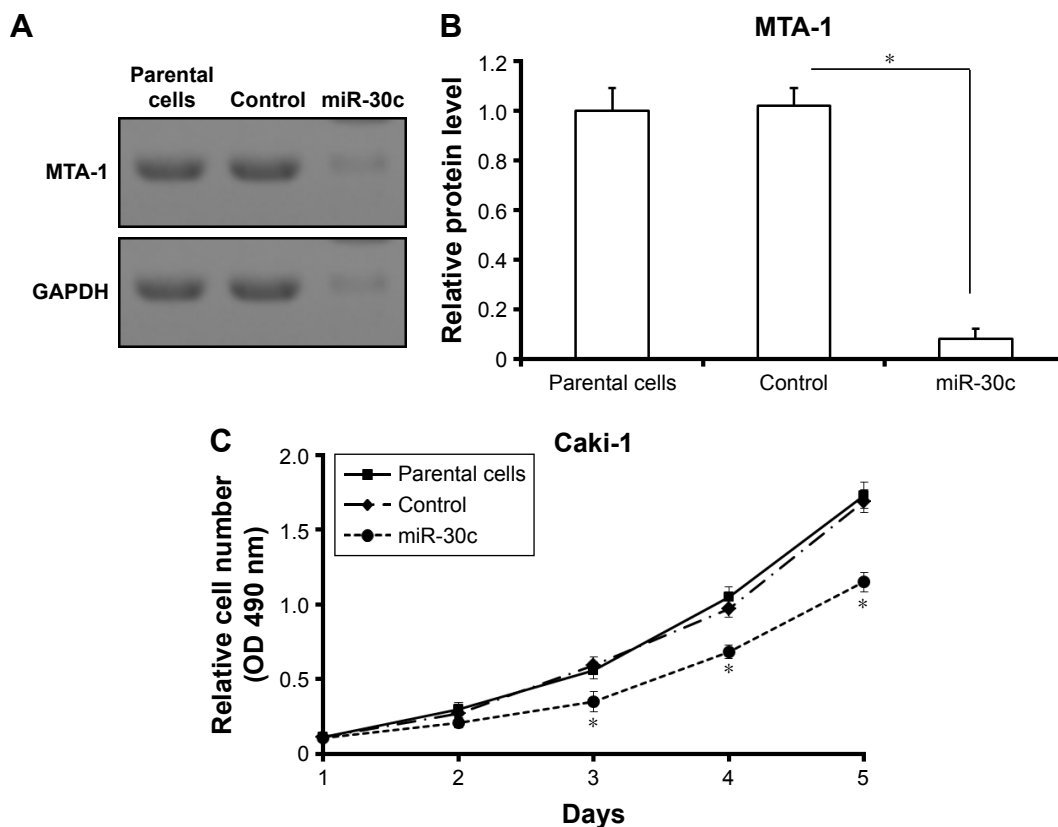 A
Parental
cells
Control
miR-30c
MTA-1
GAPDH
B
MTA-1
Relative protein level
1.2
1.0
0.8
0.6
0.4
0.2
0
*
Parental cells
Control
miR-30c
C
Caki-1
Relative cell number
(OD 490 nm)
2.0
1.5
1.0
0.5
0
Parental cells
Control
miR-30c
*
*
*
1
2
3
4
5
Days